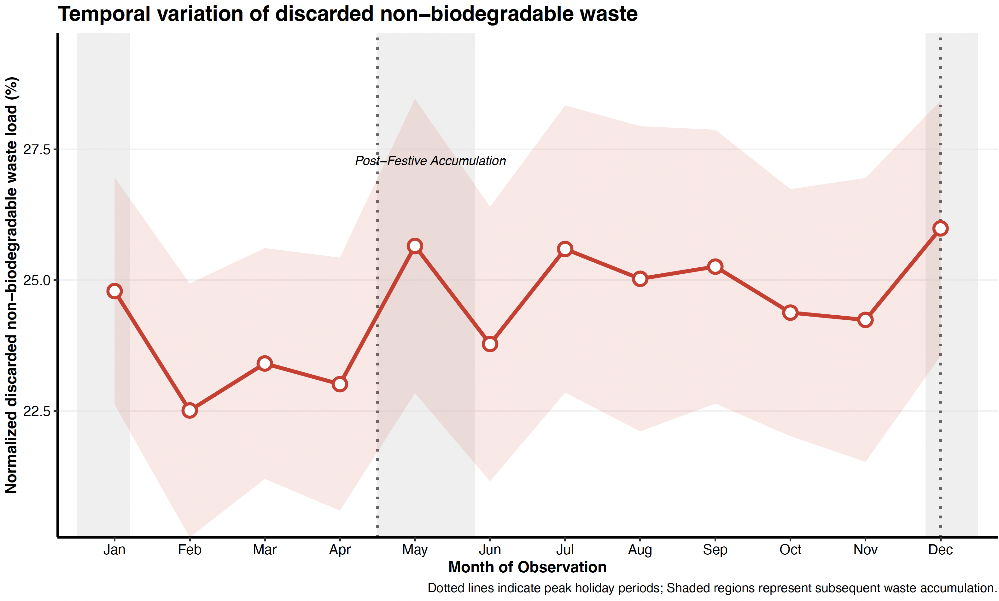 Temporal variation of discarded non−biodegradable waste
Normalized discarded non−biodegradable waste load (%)
27.5
25.0
22.5
Post−Festive Accumulation
Jan Feb Mar Apr May Jun Jul Aug Sep Oct Nov Dec
Month of Observation
Dotted lines indicate peak holiday periods; Shaded regions represent subsequent waste accumulation.